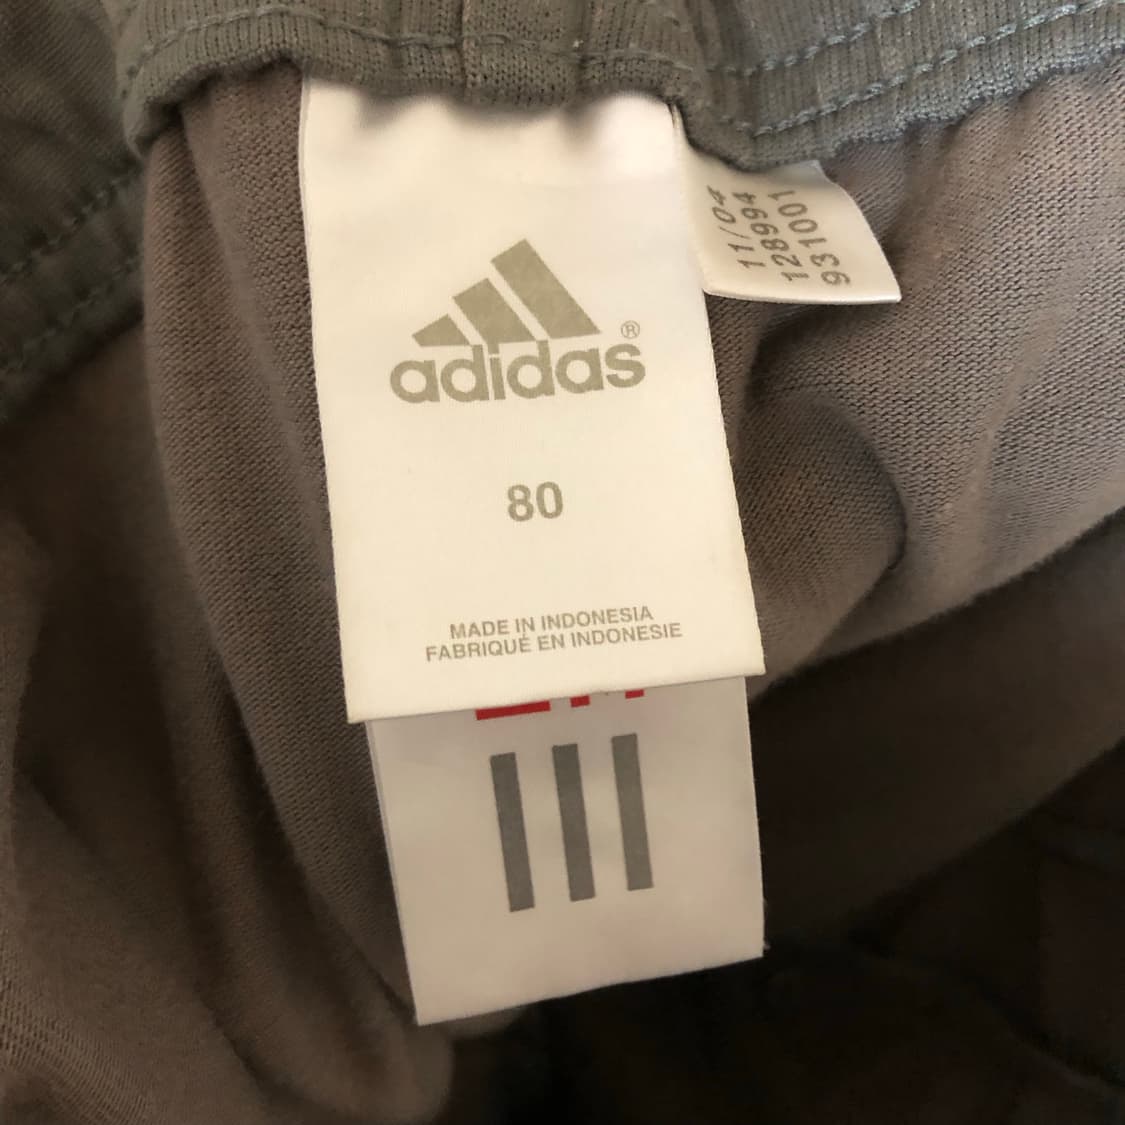 adidas®
80
MADE IN INDONESIA
FABRIQUÉ EN INDONESIE
11/04
128994
931001